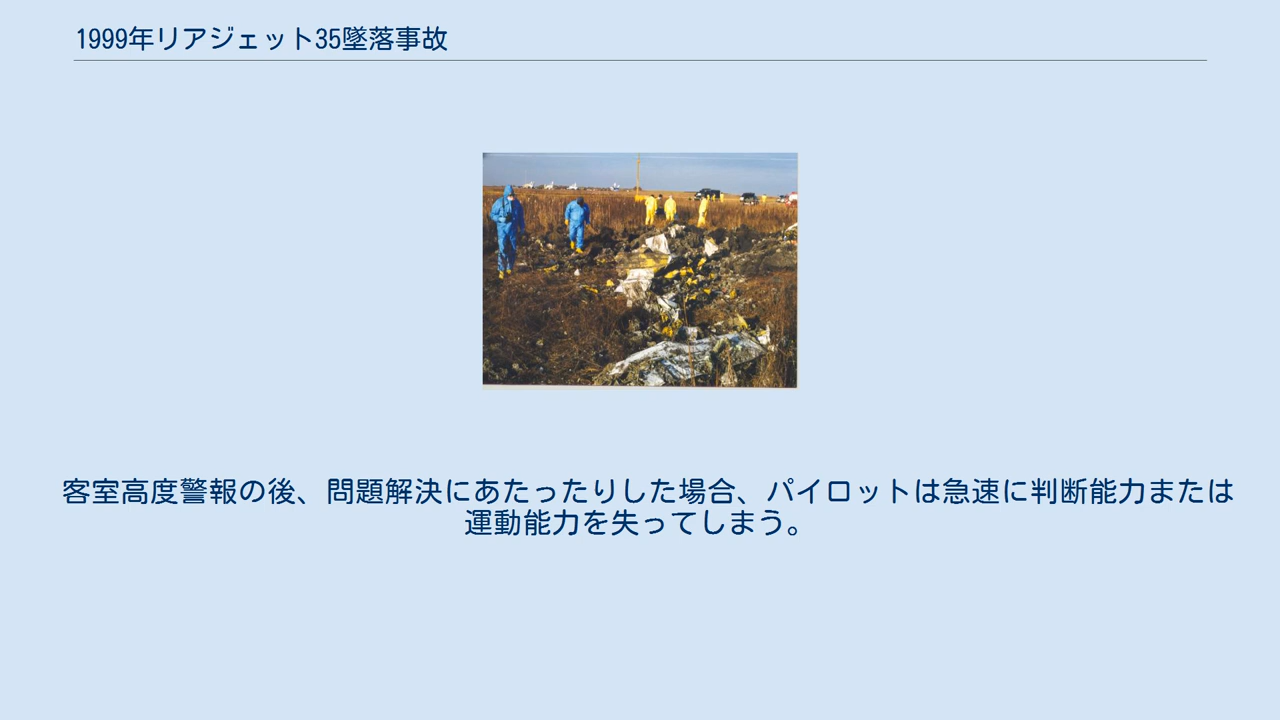 1999年リアジェット35墜落事故
客室高度警報の後、問題解決にあたったりした場合、パイロットは急速に判断能力または
運動能力を失ってしまう。